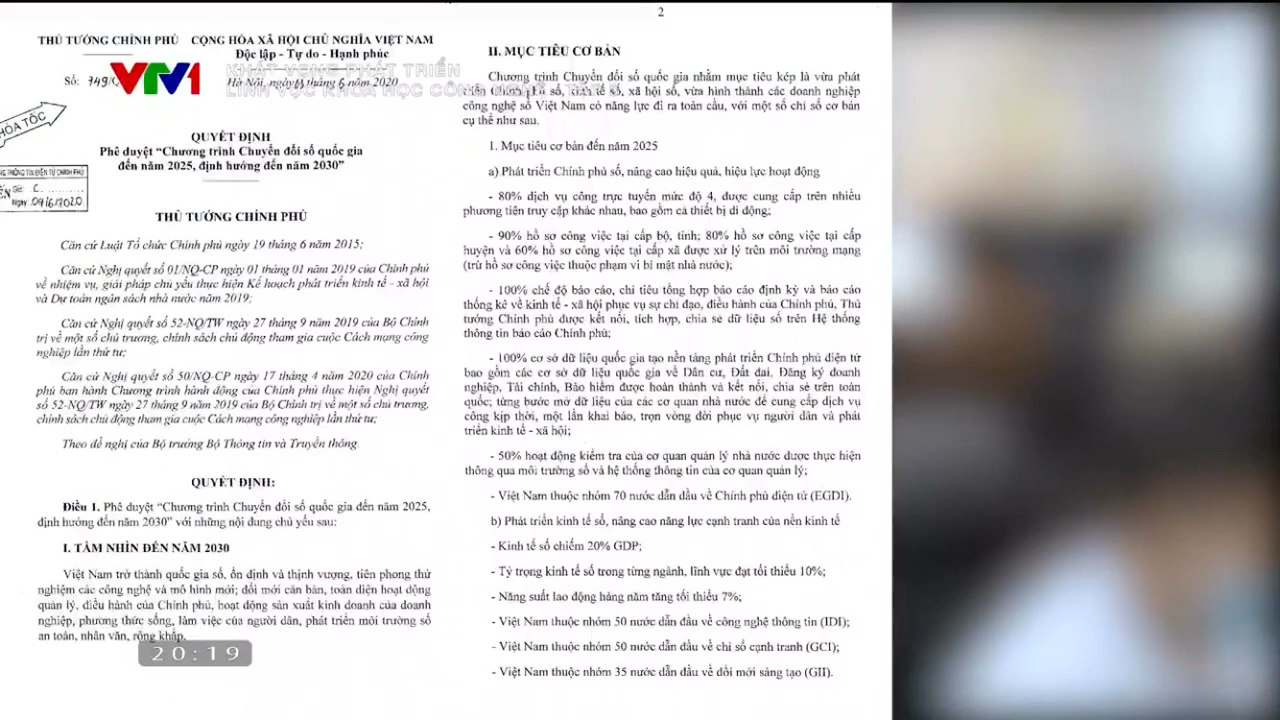 THỦ TƯỚNG CHÍNH PHỦ
CỘNG HÒA XÃ HỘI CHỦ NGHĨA VIỆT NAM
Độc lập - Tự do - Hạnh phúc
Số: 749/Q
VTV1
KHÁT VỌNG PHÁT TRIỂN
LĨNH VỰC KHOA HỌC CÔNG
Hà Nội, ngày tháng 6 năm 2020
HỎA TỐC
QUYẾT ĐỊNH
Phê duyệt “Chương trình Chuyển đổi số quốc gia
đến năm 2025, định hướng đến năm 2030”
THÔNG TIN ĐIỆN TỬ CHÍNH PHỦ
Giờ: C
Ngày: 04/6/2020
THỦ TƯỚNG CHÍNH PHỦ
Căn cứ Luật Tổ chức Chính phủ ngày 19 tháng 6 năm 2015;
Căn cứ Nghị quyết số 01/NQ-CP ngày 01 tháng 01 năm 2019 của Chính phủ
về nhiệm vụ, giải pháp chủ yếu thực hiện Kế hoạch phát triển kinh tế - xã hội
và Dự toán ngân sách nhà nước năm 2019;
Căn cứ Nghị quyết số 52-NQ/TW ngày 27 tháng 9 năm 2019 của Bộ Chính
trị về một số chủ trương, chính sách chủ động tham gia cuộc Cách mạng công
nghiệp lần thứ tư;
Căn cứ Nghị quyết số 50/NQ-CP ngày 17 tháng 4 năm 2020 của Chính
phủ ban hành Chương trình hành động của Chính phủ thực hiện Nghị quyết
số 52-NQ/TW ngày 27 tháng 9 năm 2019 của Bộ Chính trị về một số chủ trương,
chính sách chủ động tham gia cuộc Cách mạng công nghiệp lần thứ tư;
Theo đề nghị của Bộ trưởng Bộ Thông tin và Truyền thông.
QUYẾT ĐỊNH:
Điều 1. Phê duyệt “Chương trình Chuyển đổi số quốc gia đến năm 2025,
định hướng đến năm 2030” với những nội dung chủ yếu sau:
I. TẦM NHÌN ĐẾN NĂM 2030
Việt Nam trở thành quốc gia số, ổn định và thịnh vượng, tiên phong thử
nghiệm các công nghệ và mô hình mới; đổi mới căn bản, toàn diện hoạt động
quản lý, điều hành của Chính phủ, hoạt động sản xuất kinh doanh của doanh
nghiệp, phương thức sống, làm việc của người dân, phát triển môi trường số
an toàn, nhân văn, rộng khắp.
20:19
2
II. MỤC TIÊU CƠ BẢN
Chương trình Chuyển đổi số quốc gia nhằm mục tiêu kép là vừa phát
triển Chính phủ số, kinh tế số, xã hội số, vừa hình thành các doanh nghiệp
công nghệ số Việt Nam có năng lực đi ra toàn cầu, với một số chỉ số cơ bản
cụ thể như sau.
1. Mục tiêu cơ bản đến năm 2025
a) Phát triển Chính phủ số, nâng cao hiệu quả, hiệu lực hoạt động
- 80% dịch vụ công trực tuyến mức độ 4, được cung cấp trên nhiều
phương tiện truy cập khác nhau, bao gồm cả thiết bị di động;
- 90% hồ sơ công việc tại cấp bộ, tỉnh; 80% hồ sơ công việc tại cấp
huyện và 60% hồ sơ công việc tại cấp xã được xử lý trên môi trường mạng
(trừ hồ sơ công việc thuộc phạm vi bí mật nhà nước);
- 100% chế độ báo cáo, chỉ tiêu tổng hợp báo cáo định kỳ và báo cáo
thống kê về kinh tế - xã hội phục vụ sự chỉ đạo, điều hành của Chính phủ, Thủ
tướng Chính phủ được kết nối, tích hợp, chia sẻ dữ liệu số trên Hệ thống
thông tin báo cáo Chính phủ;
- 100% cơ sở dữ liệu quốc gia tạo nền tảng phát triển Chính phủ điện tử
bao gồm các cơ sở dữ liệu quốc gia về Dân cư, Đất đai, Đăng ký doanh
nghiệp, Tài chính, Bảo hiểm được hoàn thành và kết nối, chia sẻ trên toàn
quốc; từng bước mở dữ liệu của các cơ quan nhà nước để cung cấp dịch vụ
công kịp thời, một lần khai báo, trọn vòng đời phục vụ người dân và phát
triển kinh tế - xã hội;
- 50% hoạt động kiểm tra của cơ quan quản lý nhà nước được thực hiện
thông qua môi trường số và hệ thống thông tin của cơ quan quản lý;
- Việt Nam thuộc nhóm 70 nước dẫn đầu về Chính phủ điện tử (EGDI).
b) Phát triển kinh tế số, nâng cao năng lực cạnh tranh của nền kinh tế
- Kinh tế số chiếm 20% GDP;
- Tỷ trọng kinh tế số trong từng ngành, lĩnh vực đạt tối thiểu 10%;
- Năng suất lao động hàng năm tăng tối thiểu 7%;
- Việt Nam thuộc nhóm 50 nước dẫn đầu về công nghệ thông tin (IDI);
- Việt Nam thuộc nhóm 50 nước dẫn đầu về chỉ số cạnh tranh (GCI);
- Việt Nam thuộc nhóm 35 nước dẫn đầu về đổi mới sáng tạo (GII).